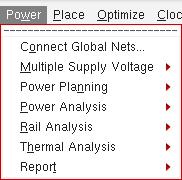 Power Place Optimize Cloc
Connect Global Nets...
Multiple Supply Voltage
Power Planning
Power Analysis
Rail Analysis
Thermal Analysis
Report